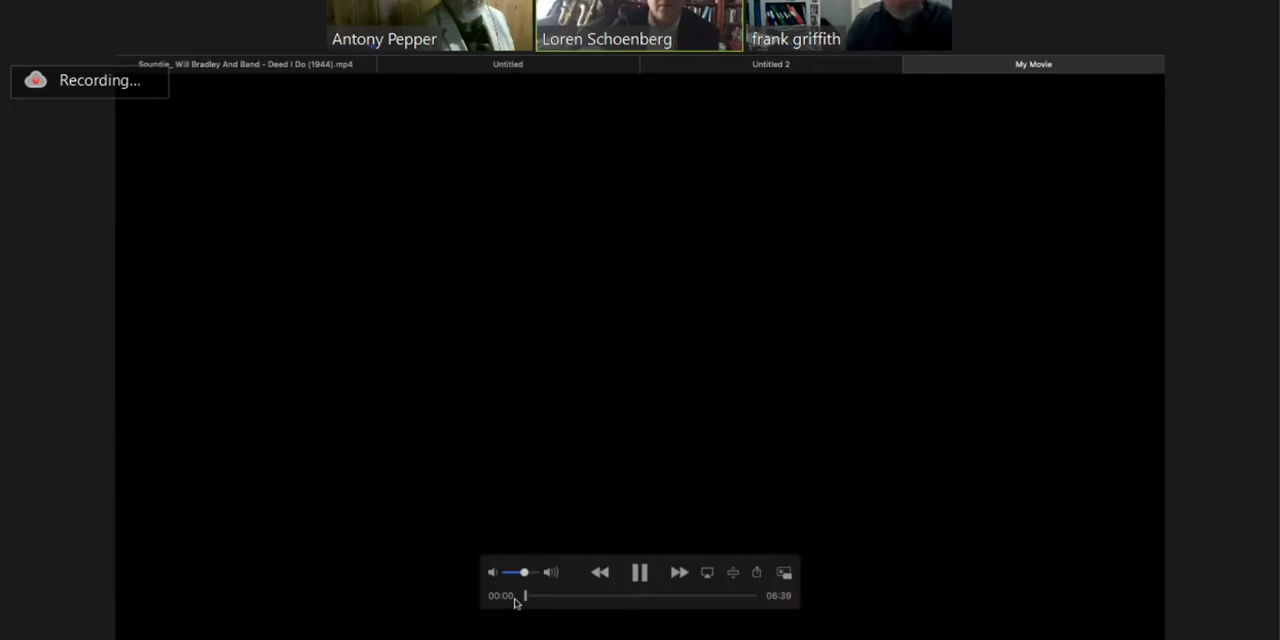 Antony Pepper
Loren Schoenberg
frank griffith
Soundie_ Will Bradley And Band - Deed I Do (1944).mp4
Untitled
Untitled 2
My Movie
Recording...
00:00
06:39